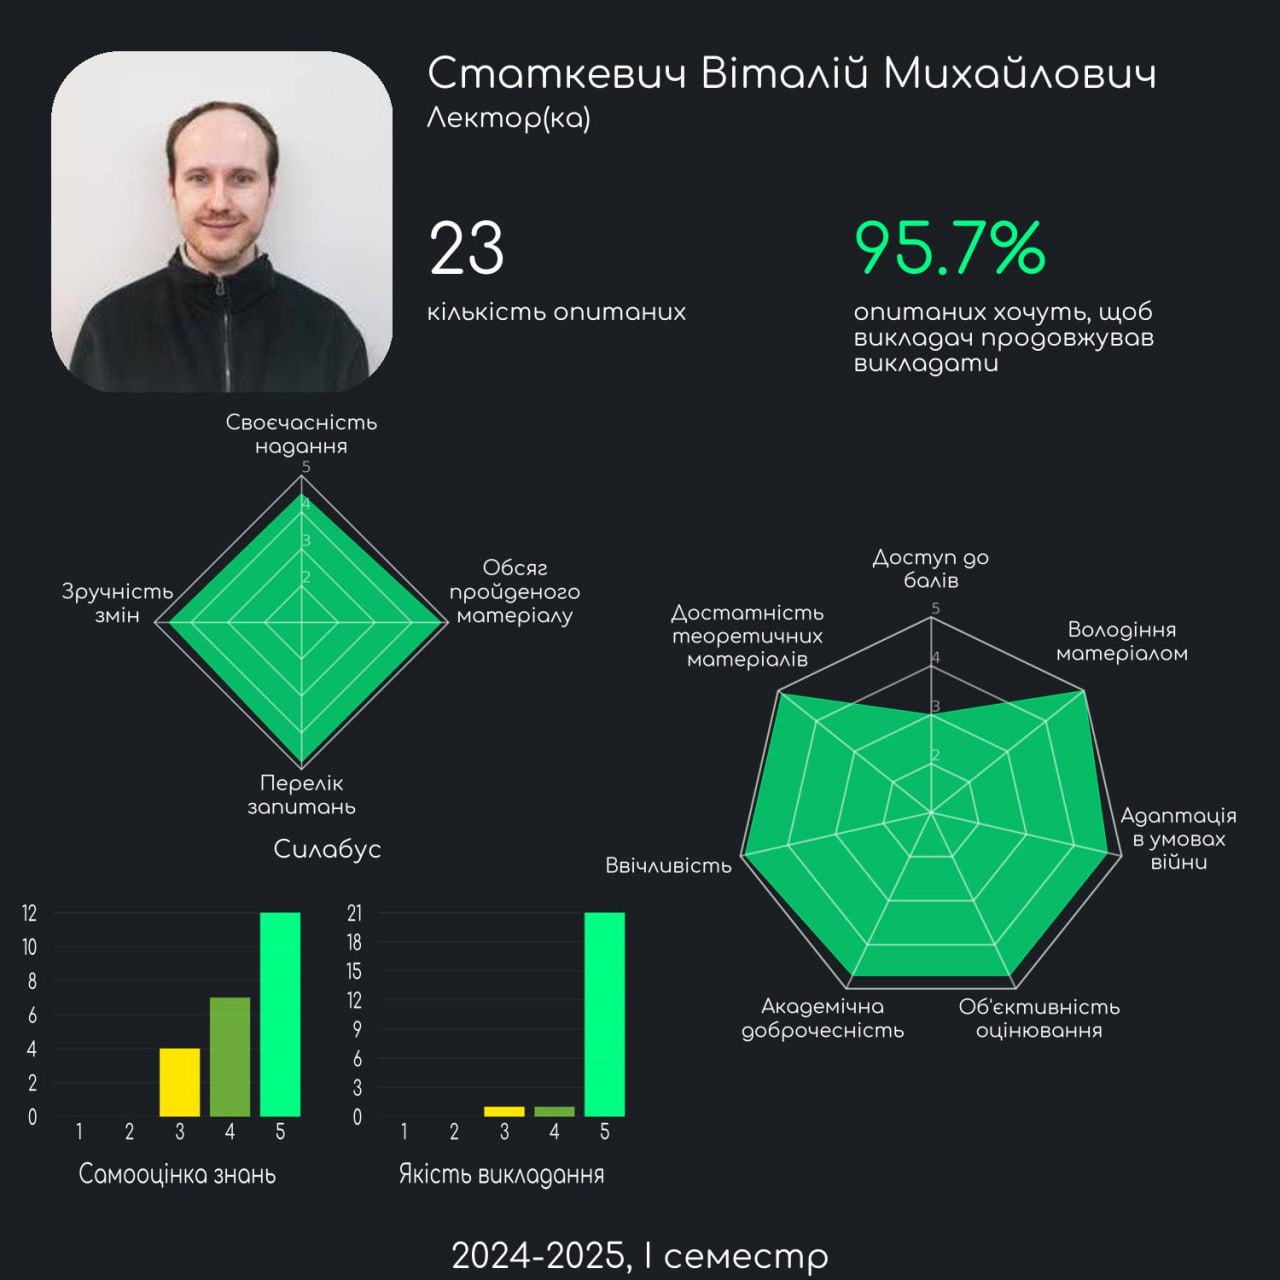 Статкевич Віталій Михайлович
Лектор(ка)
23
кількість опитаних
95.7%
опитаних хочуть, щоб
викладач продовжував
викладати
Своєчасність
надання
5
4
3
2
Зручність
змін
Обсяг
пройденого
матеріалу
Перелік
запитань
Силабус
Доступ до
балів
5
4
3
2
Достатність
теоретичних
матеріалів
Володіння
матеріалом
Адаптація
в умовах
війни
Ввічливість
Академічна
доброчесність
Об'єктивність
оцінювання
12
10
8
6
4
2
0
1 2 3 4 5
Самооцінка знань
21
18
15
12
9
6
3
0
1 2 3 4 5
Якість викладання
2024-2025, І семестр